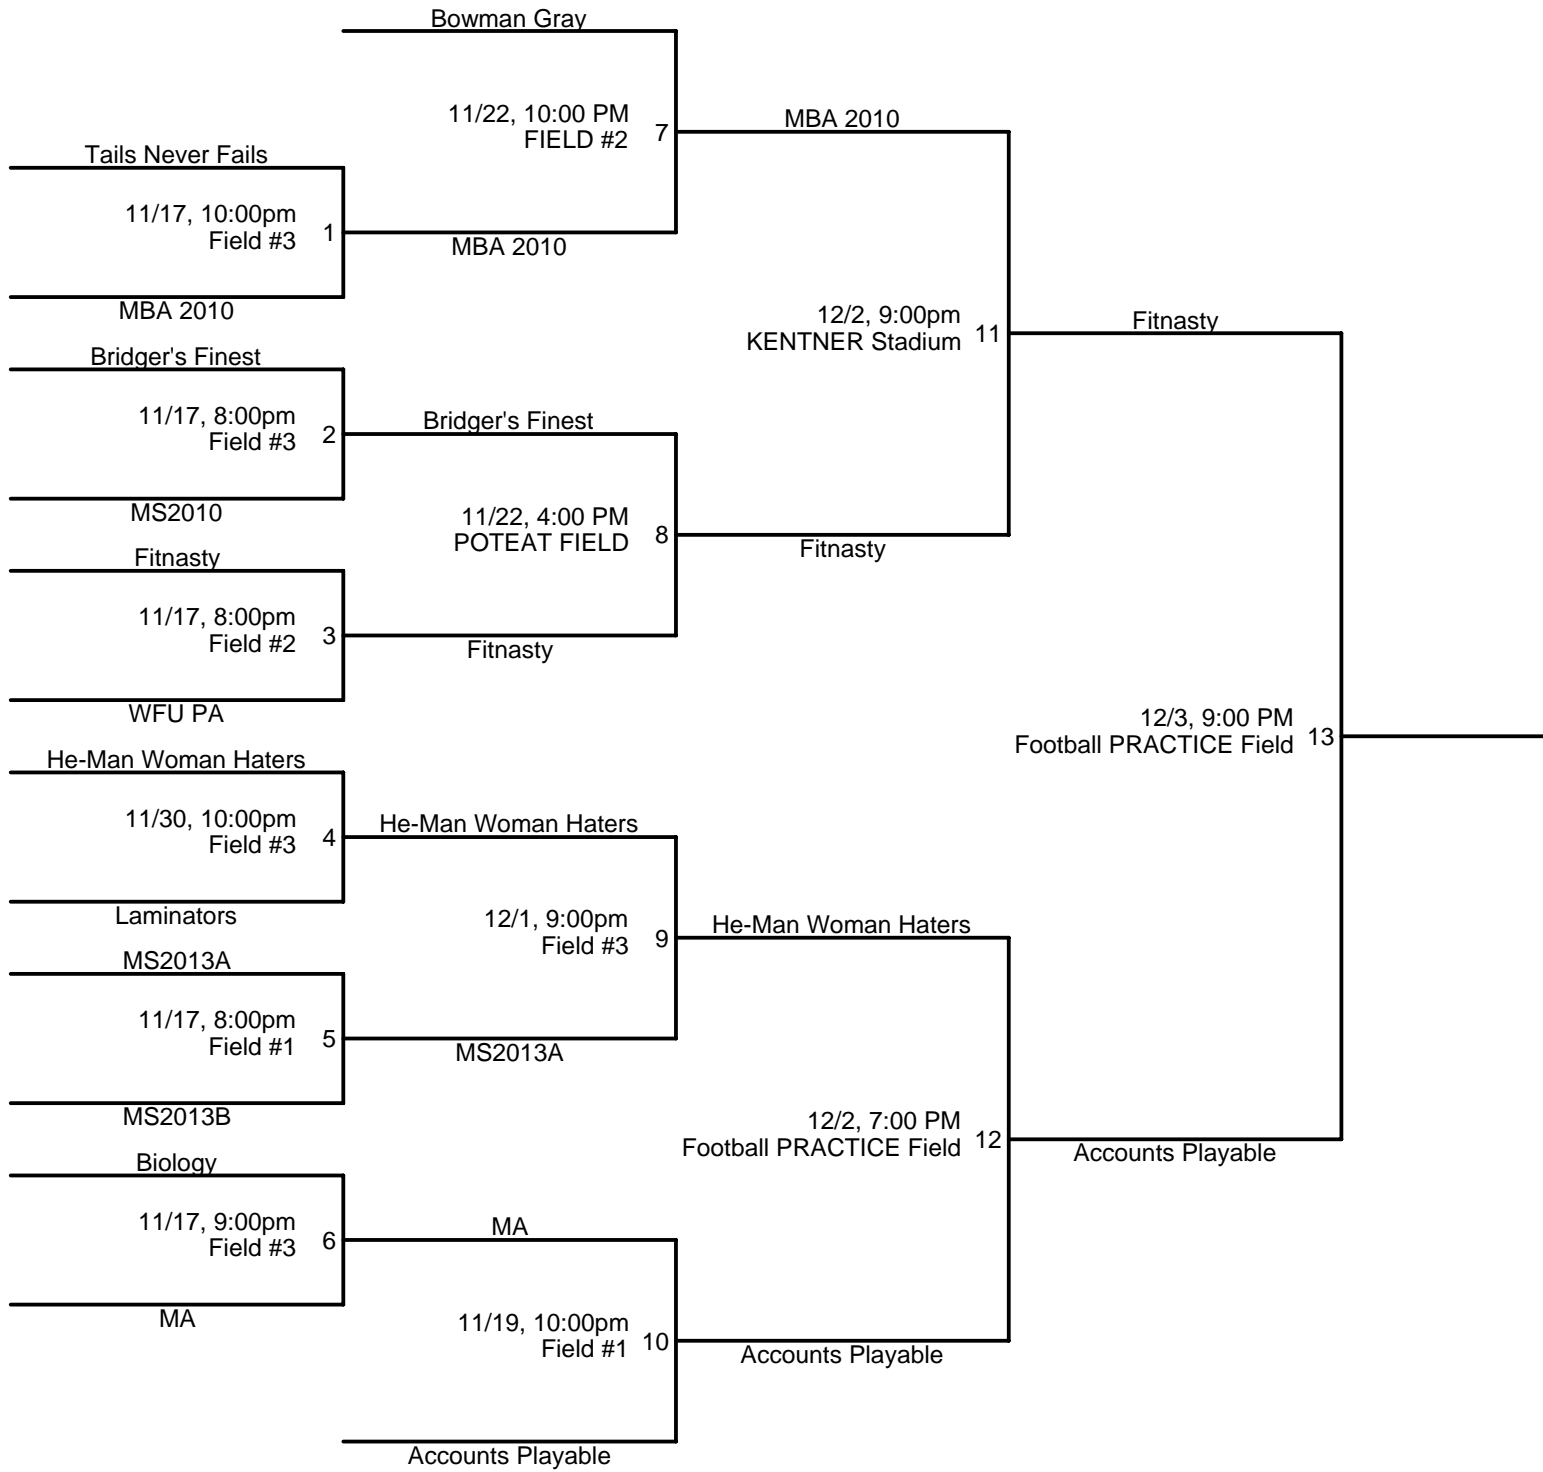 Bowman Gray
11/22, 10:00 PM
FIELD #2
7
MBA 2010
Tails Never Fails
11/17, 10:00pm
Field #3
1
MBA 2010
MBA 2010
Bridger's Finest
11/17, 8:00pm
Field #3
2
Bridger's Finest
MS2010
12/2, 9:00pm
KENTNER Stadium
11
Fitnasty
11/22, 4:00 PM
POTEAT FIELD
8
Fitnasty
Fitnasty
11/17, 8:00pm
Field #2
3
Fitnasty
WFU PA
12/3, 9:00 PM
Football PRACTICE Field
13
He-Man Woman Haters
11/30, 10:00pm
Field #3
4
He-Man Woman Haters
Laminators
12/1, 9:00pm
Field #3
9
He-Man Woman Haters
MS2013A
11/17, 8:00pm
Field #1
5
MS2013A
MS2013B
12/2, 7:00 PM
Football PRACTICE Field
12
Accounts Playable
Biology
11/17, 9:00pm
Field #3
6
MA
MA
11/19, 10:00pm
Field #1
10
Accounts Playable
Accounts Playable